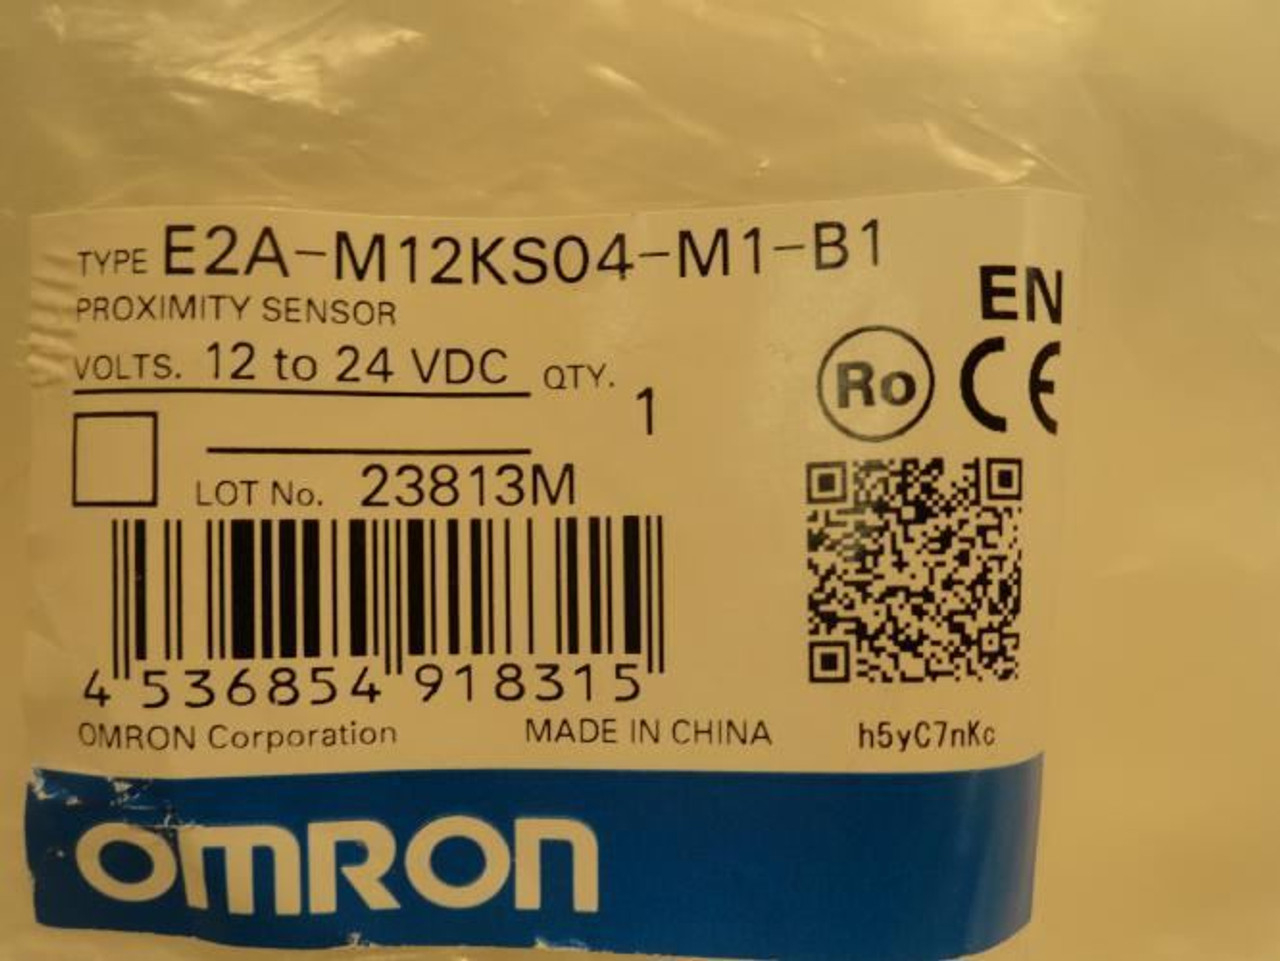 TYPE E2A-M12KS04-M1-B1
PROXIMITY SENSOR
EN
VOLTS. 12 to 24 VDC QTY. 1
Ro CE
LOT No. 23813M
4 536854 918315
OMRON Corporation MADE IN CHINA h5yC7nKc
OMRON